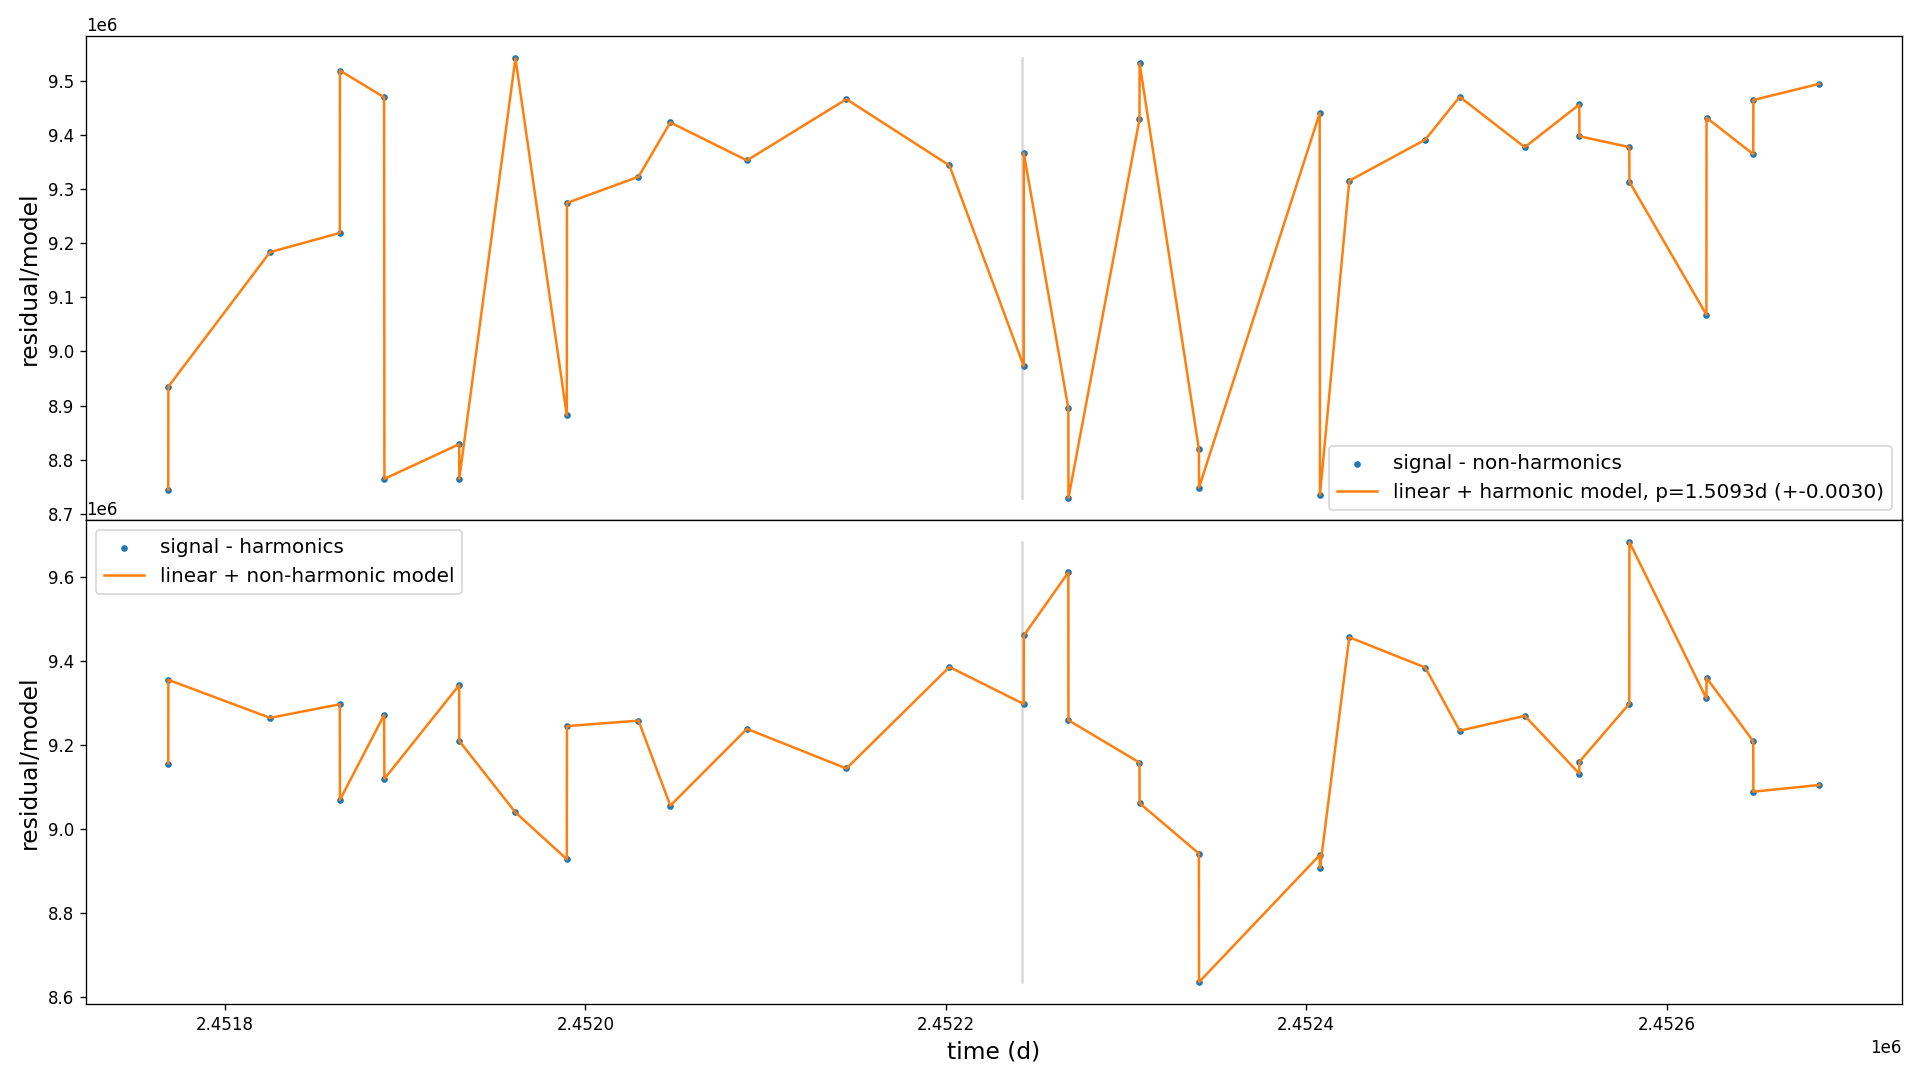 1e6
9.5
9.4
9.3
9.2
9.1
9.0
8.9
8.8
8.7
residual/model
signal - non-harmonics
linear + harmonic model, p=1.5093d (+-0.0030)
1e6
9.6
9.4
9.2
9.0
8.8
8.6
residual/model
signal - harmonics
linear + non-harmonic model
2.4518 2.4520 2.4522 2.4524 2.4526
time (d)
1e6